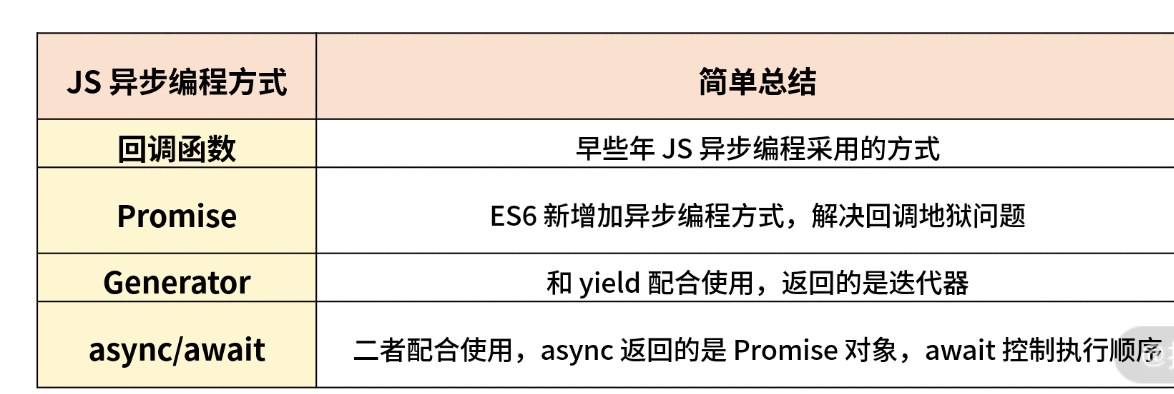 JS 异步编程方式
简单总结
回调函数
早些年 JS 异步编程采用的方式
Promise
ES6 新增加异步编程方式，解决回调地狱问题
Generator
和 yield 配合使用，返回的是迭代器
async/await
二者配合使用，async 返回的是 Promise 对象，await 控制执行顺序